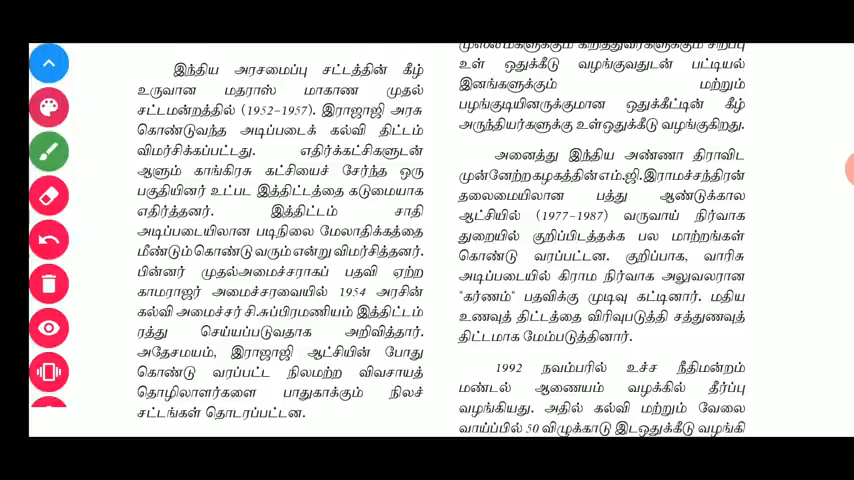 இந்திய அரசமைப்பு சட்டத்தின் கீழ்
உருவான மதராஸ் மாகாண முதல்
சட்டமன்றத்தில் (1952-1957). இராஜாஜி அரசு
கொண்டுவந்த அடிப்படைக் கல்வி திட்டம்
விமர்சிக்கப்பட்டது. எதிர்க்கட்சிகளுடன்
ஆளும் காங்கிரசு கட்சியைச் சேர்ந்த ஒரு
பகுதியினர் உட்பட இத்திட்டத்தை கடுமையாக
எதிர்த்தனர். இத்திட்டம் சாதி
அடிப்படையிலான படிநிலை மேலாதிக்கத்தை
மீண்டும் கொண்டு வரும் என்று விமர்சித்தனர்.
பின்னர் முதல்அமைச்சராகப் பதவி ஏற்ற
காமராஜர் அமைச்சரவையில் 1954 அரசின்
கல்வி அமைச்சர் சி.சுப்பிரமணியம் இத்திட்டம்
ரத்து செய்யப்படுவதாக அறிவித்தார்.
அதேசமயம், இராஜாஜி ஆட்சியின் போது
கொண்டு வரபட்ட நிலமற்ற விவசாயத்
தொழிலாளர்களை பாதுகாக்கும் நிலச்
சட்டங்கள் தொடரப்பட்டன.
முஸ்லிம்களுக்கும் கிறித்துவர்களுக்கும் சிறப்பு
உள் ஒதுக்கீடு வழங்குவதுடன் பட்டியல்
இனங்களுக்கும் மற்றும்
பழங்குடியினருக்குமான ஒதுக்கீட்டின் கீழ்
அருந்தியர்களுக்கு உள்ஒதுக்கீடு வழங்குகிறது.
அனைத்து இந்திய அண்ணா திராவிட
முன்னேற்றகழகத்தின் எம்.ஜி.இராமச்சந்திரன்
தலைமையிலான பத்து ஆண்டுக்கால
ஆட்சியில் (1977-1987) வருவாய் நிர்வாக
துறையில் குறிப்பிடத்தக்க பல மாற்றங்கள்
கொண்டு வரப்பட்டன. குறிப்பாக, வாரிசு
அடிப்படையில் கிராம நிர்வாக அலுவலரான
"கர்ணம்" பதவிக்கு முடிவு கட்டினார். மதிய
உணவுத் திட்டத்தை விரிவுபடுத்தி சத்துணவுத்
திட்டமாக மேம்படுத்தினார்.
1992 நவம்பரில் உச்ச நீதிமன்றம்
மண்டல் ஆணையம் வழக்கில் தீர்ப்பு
வழங்கியது. அதில் கல்வி மற்றும் வேலை
வாய்ப்பில் 50 விழுக்காடு இடஒதுக்கீடு வழங்கி